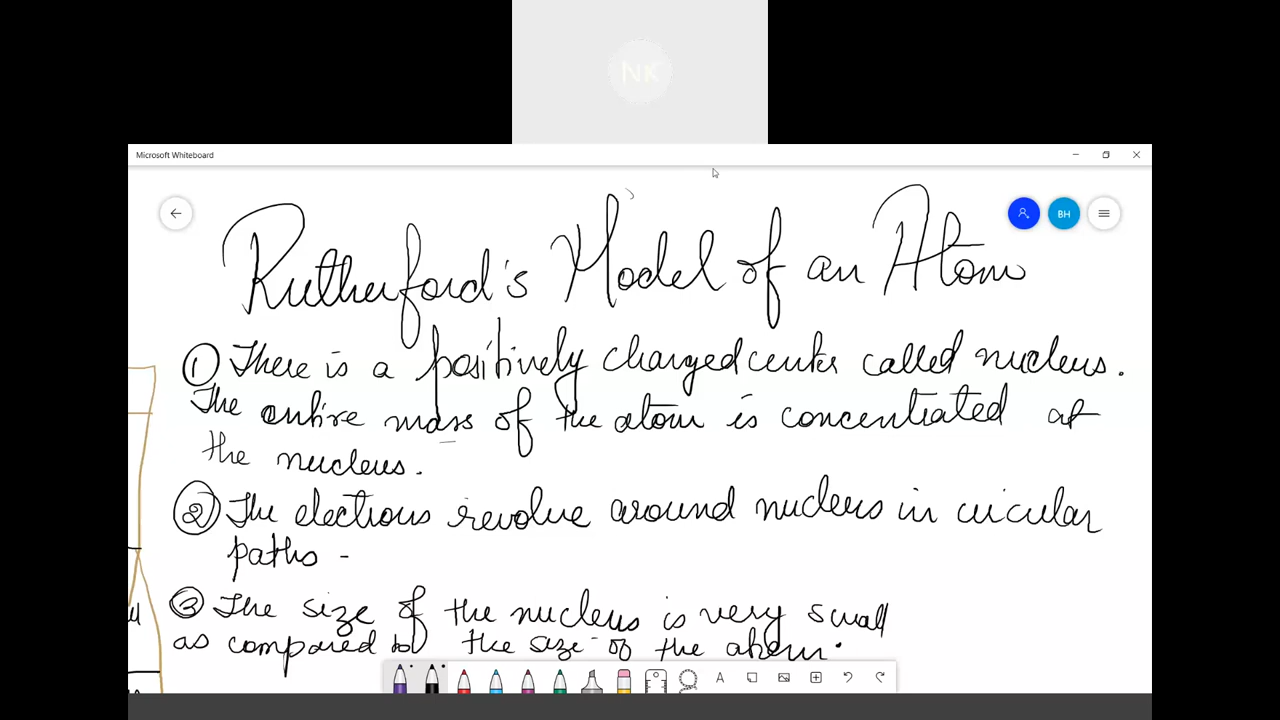 NK
Microsoft Whiteboard
BH
Rutherford's Model of an Atom
① There is a positively charged center called nucleus.
The entire mass of the atom is concentrated at
the nucleus.
② The electrons revolve around nucleus in circular
paths -
③ The size of the nucleus is very small
as compared to the size of the atom.
A